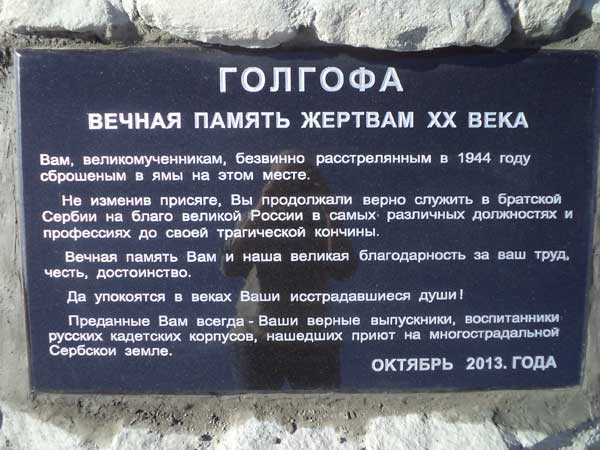 ГОЛГОФА
ВЕЧНАЯ ПАМЯТЬ ЖЕРТВАМ ХХ ВЕКА
Вам, великомученникам, безвинно расстрелянным в 1944 году
сброшеным в ямы на этом месте.
Не изменив присяге, Вы продолжали верно служить в братской
Сербии на благо великой России в самых различных должностях и
профессиях до своей трагической кончины.
Вечная память Вам и наша великая благодарность за ваш труд,
честь, достоинство.
Да упокоятся в веках Ваши исстрадавшиеся души!
Преданные Вам всегда - Ваши верные выпускники, воспитанники
русских кадетских корпусов, нашедших приют на многострадальной
Сербскои земле.
ОКТЯБРЬ 2013. ГОДА